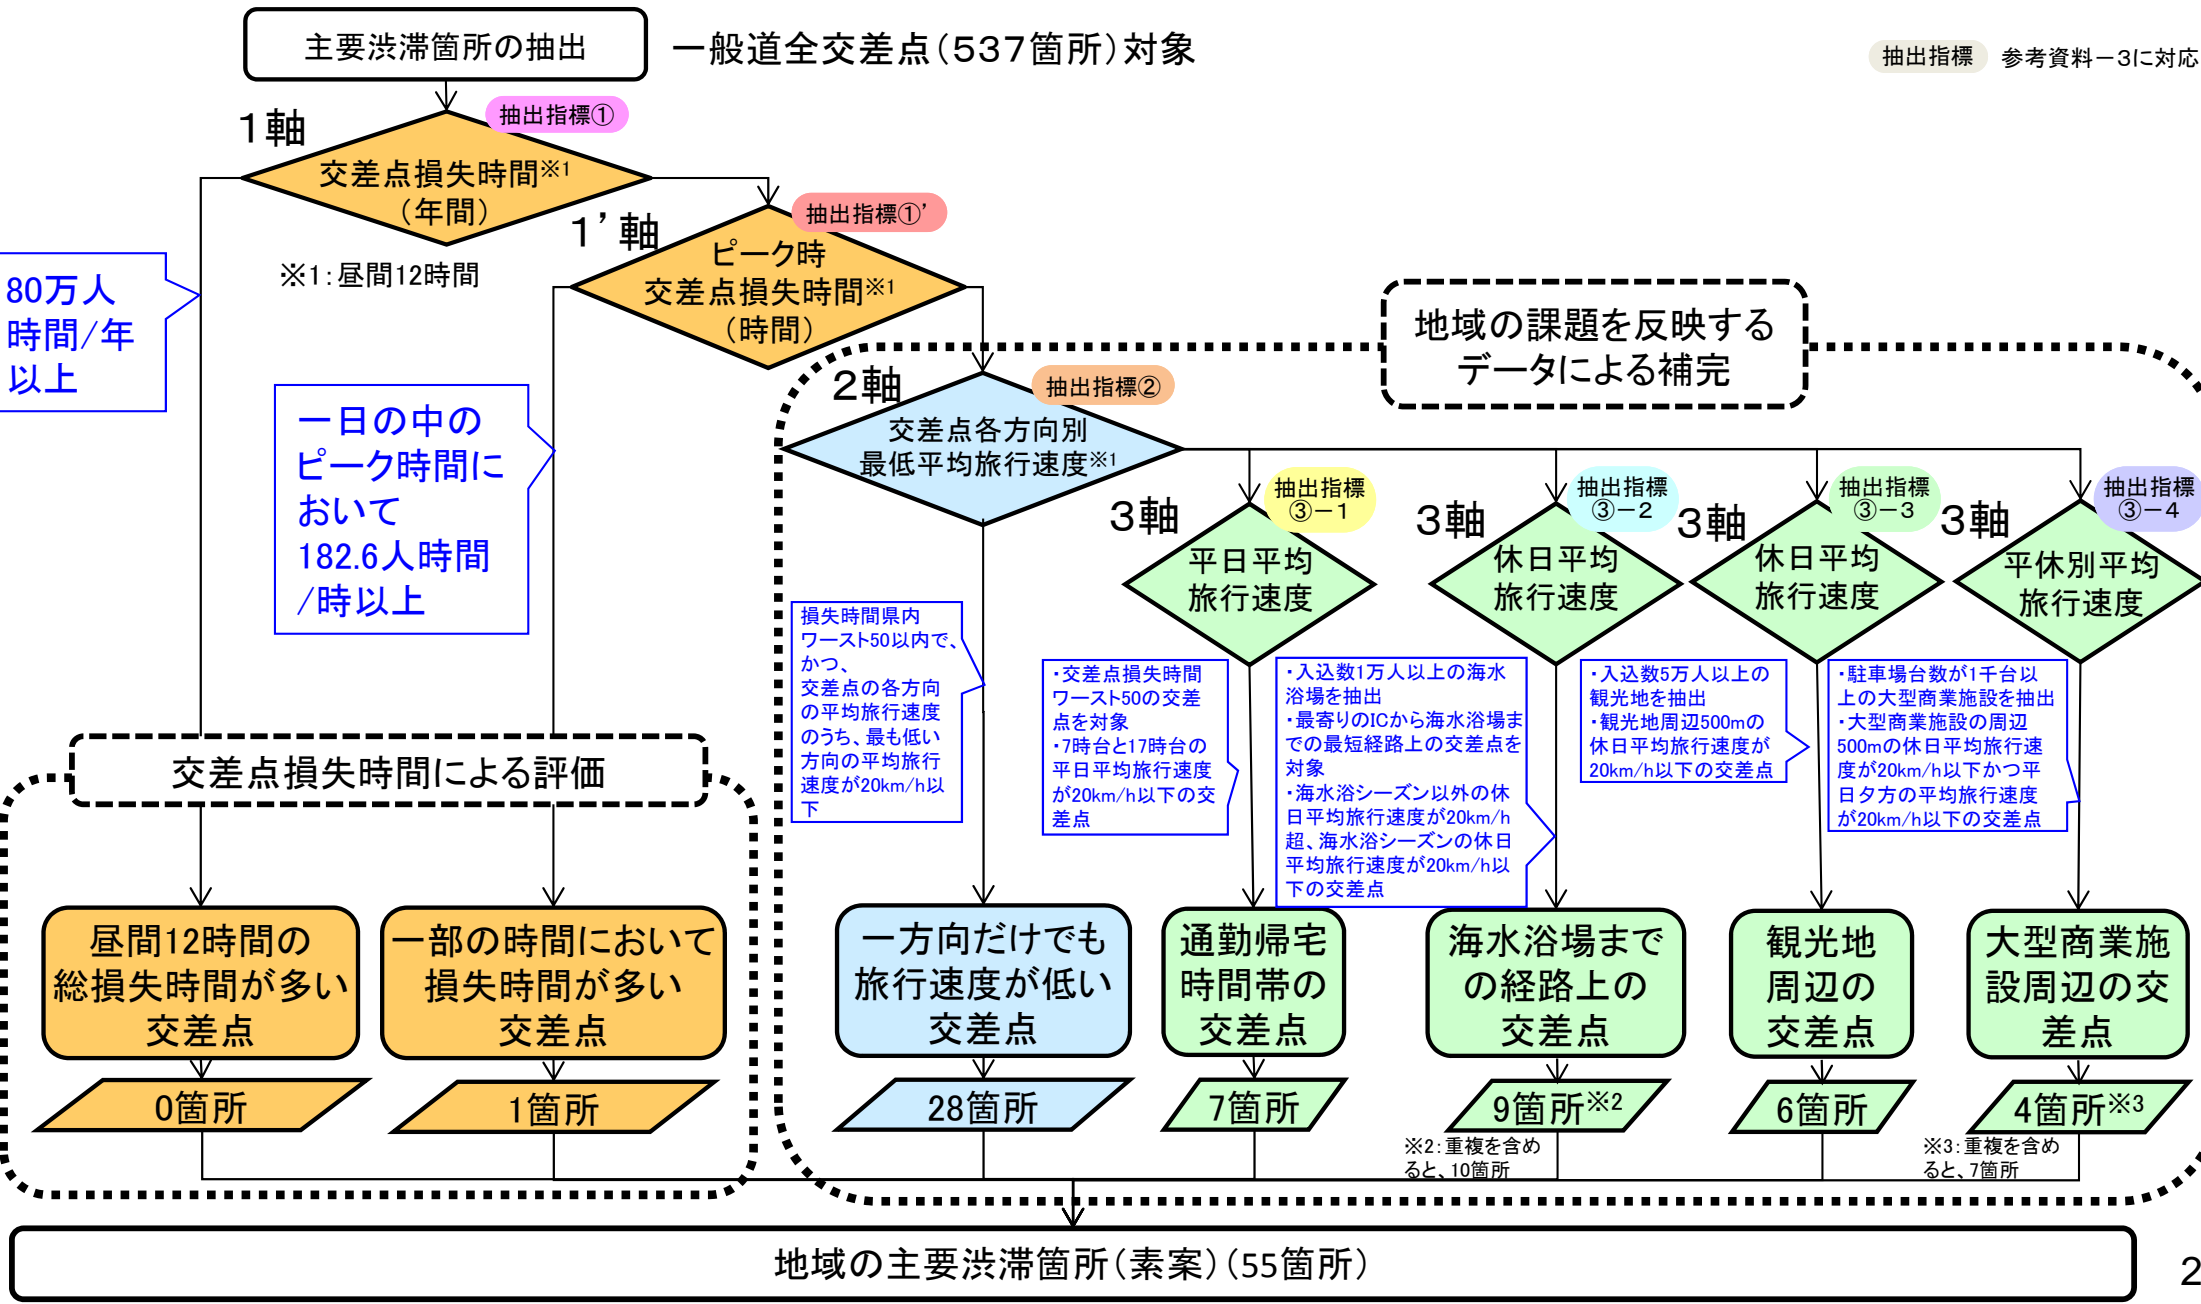 主要渋滞箇所の抽出
一般道全交差点(537箇所)対象
抽出指標
参考資料－3に対応
1軸
抽出指標①
交差点損失時間※1
(年間)
※1:昼間12時間
1’軸
抽出指標①’
ピーク時
交差点損失時間※1
(時間)
80万人
時間/年
以上
一日の中の
ピーク時間に
おいて
182.6人時間
/時以上
地域の課題を反映する
データによる補完
2軸
抽出指標②
交差点各方向別
最低平均旅行速度※1
3軸
抽出指標
③－1
平日平均
旅行速度
3軸
抽出指標
③－2
休日平均
旅行速度
3軸
抽出指標
③－3
休日平均
旅行速度
3軸
抽出指標
③－4
平休別平均
旅行速度
損失時間県内
ワースト50以内で、
かつ、
交差点の各方向
の平均旅行速度
のうち、最も低い
方向の平均旅行
速度が20km/h以
下
・交差点損失時間
ワースト50の交差
点を対象
・7時台と17時台の
平日平均旅行速度
が20km/h以下の交
差点
・入込数1万人以上の海水
浴場を抽出
・最寄りのICから海水浴場ま
での最短経路上の交差点を
対象
・海水浴シーズン以外の休
日平均旅行速度が20km/h
超、海水浴シーズンの休日
平均旅行速度が20km/h以
下の交差点
・入込数5万人以上の
観光地を抽出
・観光地周辺500mの
休日平均旅行速度が
20km/h以下の交差点
・駐車場台数が1千台以
上の大型商業施設を抽出
・大型商業施設の周辺
500mの休日平均旅行速
度が20km/h以下かつ平
日夕方の平均旅行速度
が20km/h以下の交差点
交差点損失時間による評価
昼間12時間の
総損失時間が多い
交差点
一部の時間において
損失時間が多い
交差点
一方向だけでも
旅行速度が低い
交差点
通勤帰宅
時間帯の
交差点
海水浴場まで
の経路上の
交差点
観光地
周辺の
交差点
大型商業施
設周辺の交
差点
0箇所
1箇所
28箇所
7箇所
9箇所※2
6箇所
4箇所※3
※2:重複を含め
ると、10箇所
※3:重複を含め
ると、7箇所
地域の主要渋滞箇所(素案)(55箇所)
2